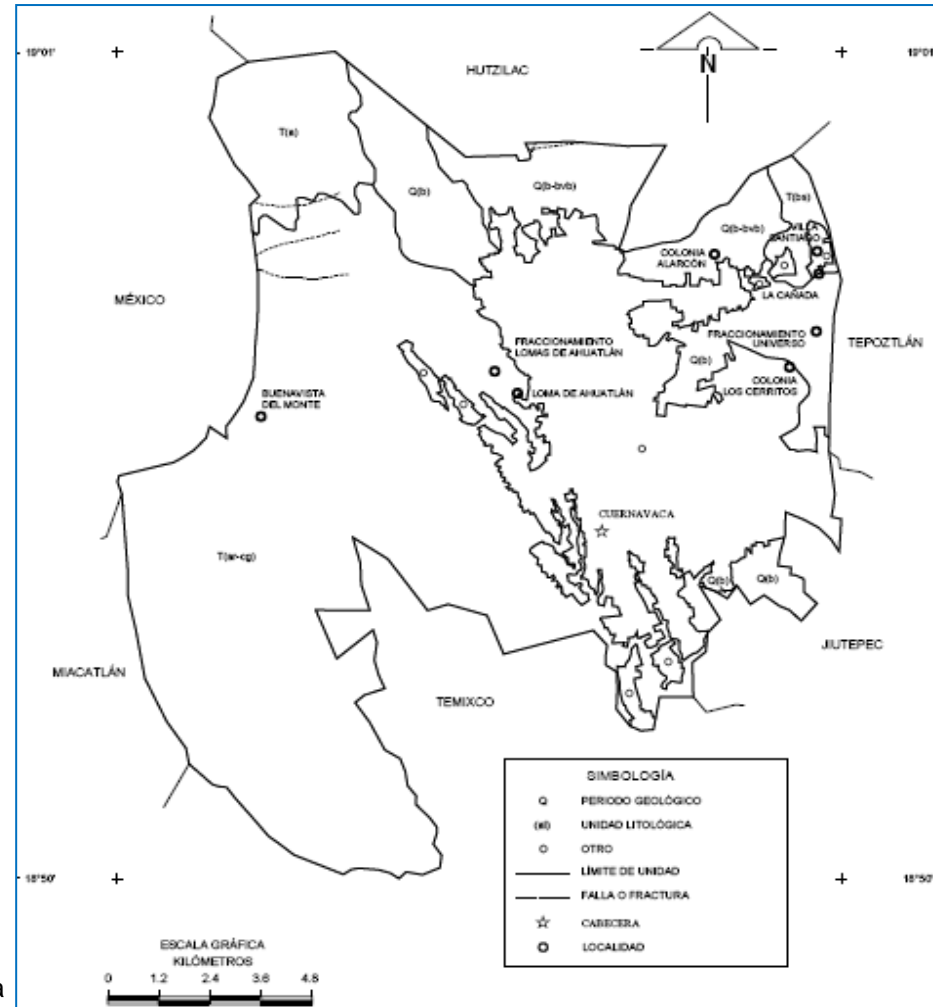 19°01'
19°01'
HUTZILAC
N
T(a)
Q(b)
Q(b-bvb)
T(bs)
Q(b-bvb)
VILLA
SANTIAGO
COLONIA
ALARCÓN
LA CAÑADA
MÉXICO
FRACCIONAMIENTO
UNIVERSO
TEPOZTLÁN
FRACCIONAMIENTO
LOMAS DE AHUATLÁN
Q(b)
COLONIA
LOS CERRITOS
BUENAVISTA
DEL MONTE
LOMA DE AHUATLÁN
CUERNAVACA
T(ar-cg)
Q(b)
Q(b)
JIUTEPEC
MIACATLÁN
TEMIXCO
SIMBOLOGÍA
Q PERIODO GEOLÓGICO
(al) UNIDAD LITOLÓGICA
OTRO
LÍMITE DE UNIDAD
FALLA O FRACTURA
CABECERA
LOCALIDAD
18°50'
18°50'
ESCALA GRÁFICA
KILÓMETROS
0 1.2 2.4 3.6 4.8
a